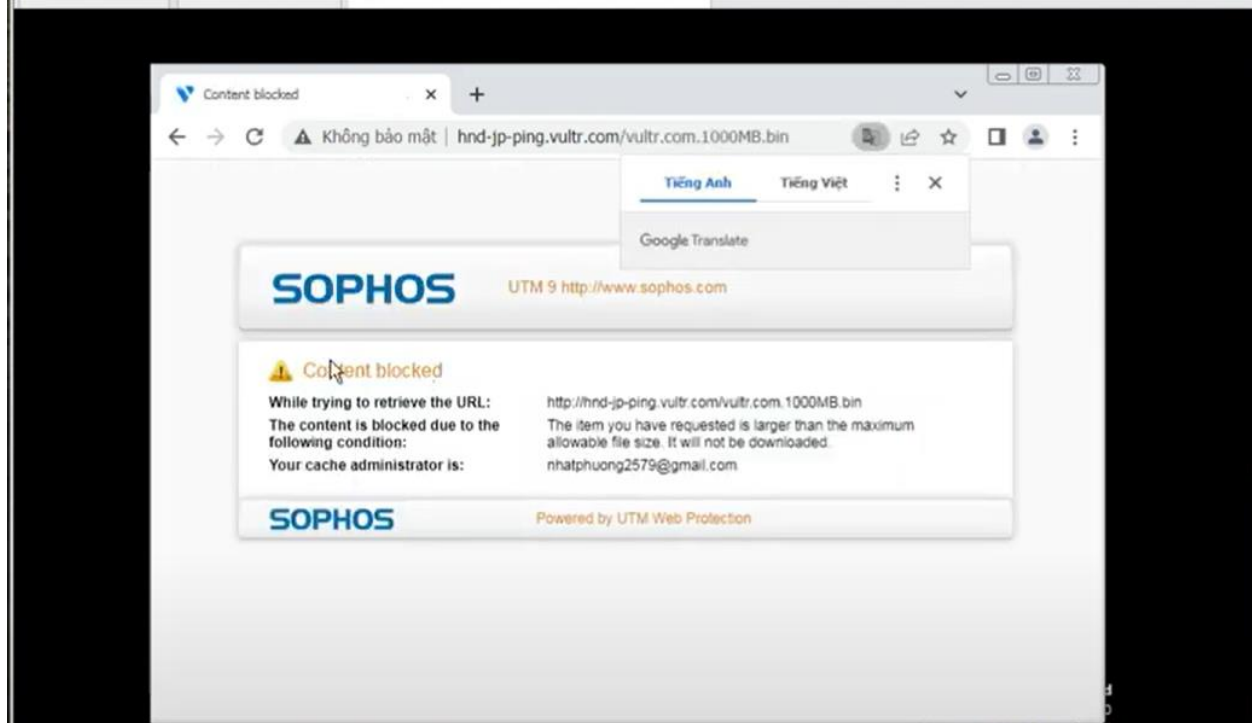 Content blocked
Không bảo mật | hnd-jp-ping.vultr.com/vultr.com.1000MB.bin
Tiếng Anh Tiếng Việt
Google Translate
SOPHOS UTM 9 http://www.sophos.com
Content blocked
While trying to retrieve the URL: http://hnd-jp-ping.vultr.com/vultr.com.1000MB.bin
The content is blocked due to the The item you have requested is larger than the maximum
following condition: allowable file size. It will not be downloaded.
Your cache administrator is: nhatphuong2579@gmail.com
SOPHOS Powered by UTM Web Protection